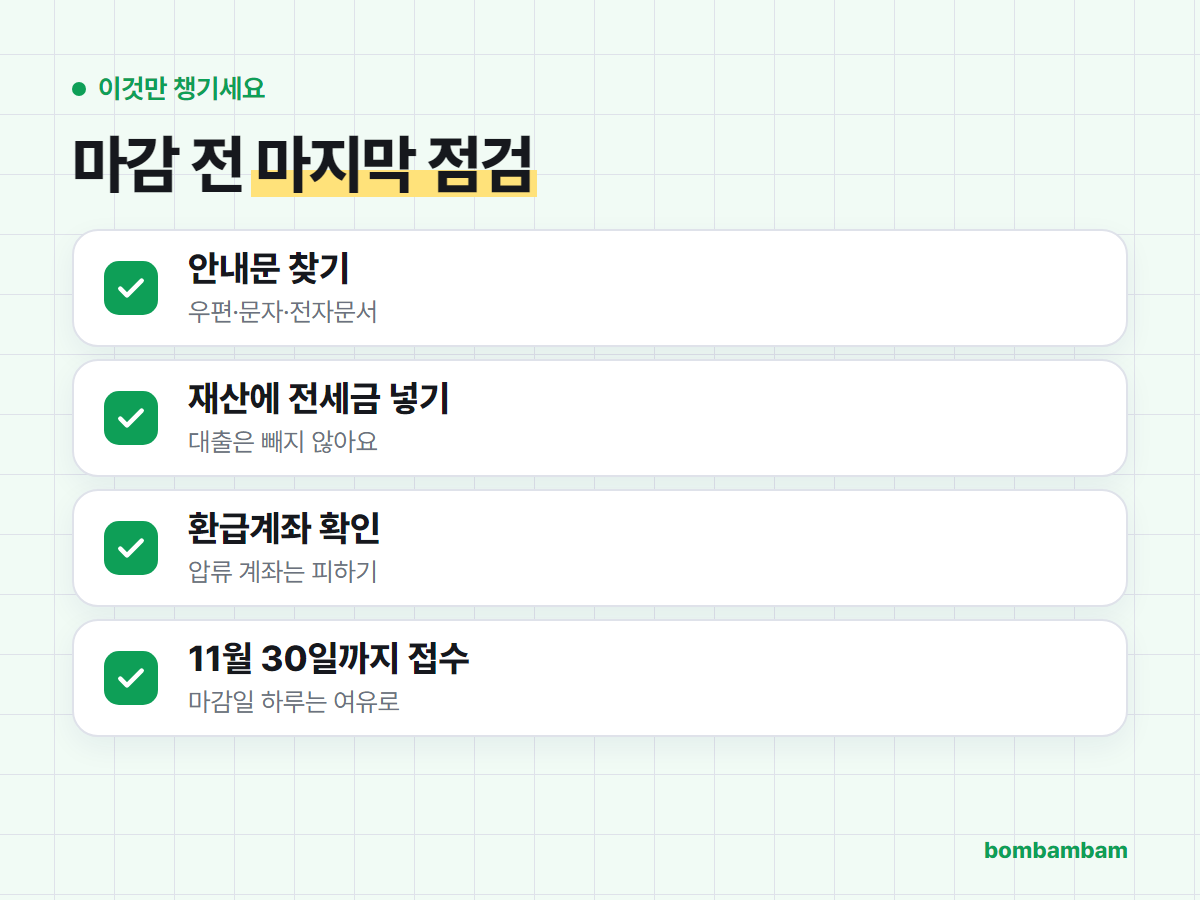 이것만 챙기세요
마감 전 마지막 점검
안내문 찾기
우편·문자·전자문서
재산에 전세금 넣기
대출은 빼지 않아요
환급계좌 확인
압류 계좌는 피하기
11월 30일까지 접수
마감일 하루는 여유로
bombambam